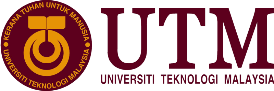 KERANA TUHAN UNTUK MANUSIA
UNIVERSITI TEKNOLOGI MALAYSIA
UTM
UNIVERSITI TEKNOLOGI MALAYSIA